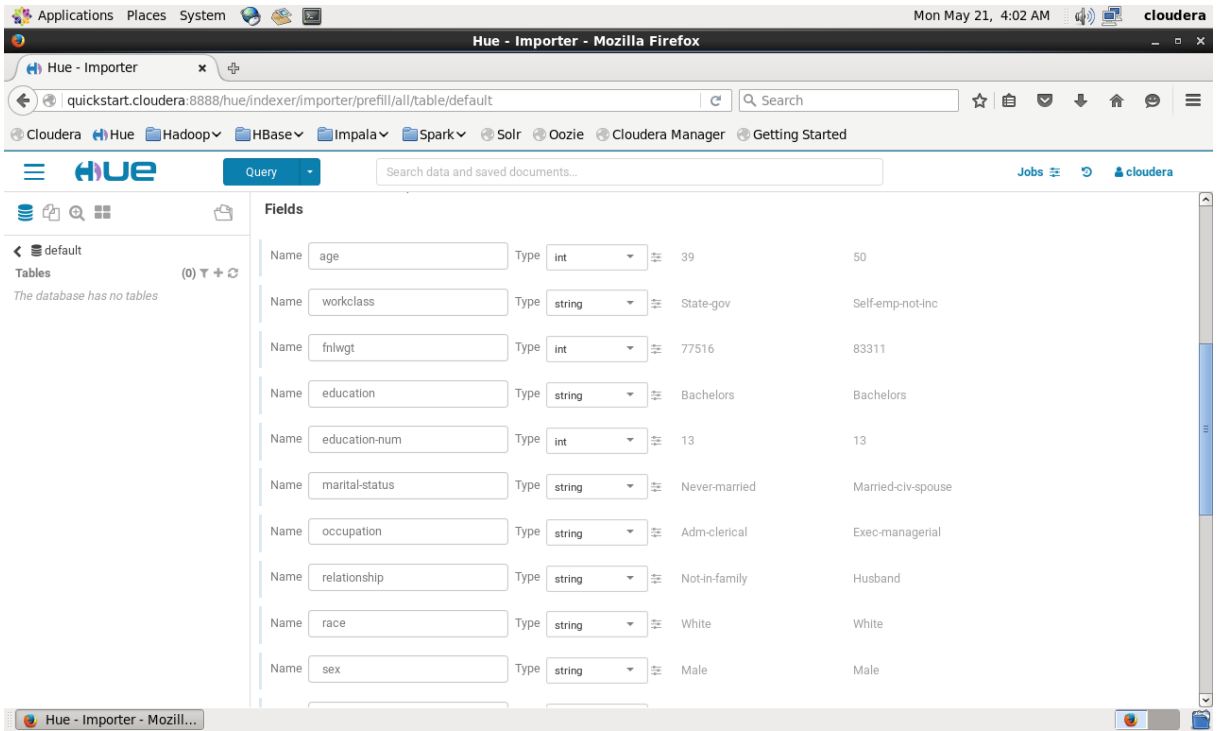 Applications Places System Mon May 21, 4:02 AM cloudera
Hue - Importer - Mozilla Firefox
Hue - Importer
quickstart.cloudera:8888/hue/indexer/importer/prefill/all/table/default Search
Cloudera Hue Hadoop HBase Impala Spark Solr Oozie Cloudera Manager Getting Started
HUE Query Search data and saved documents... Jobs cloudera
Fields
default
Tables (0)
The database has no tables
Name age Type int 39 50
Name workclass Type string State-gov Self-emp-not-inc
Name fnlwgt Type int 77516 83311
Name education Type string Bachelors Bachelors
Name education-num Type int 13 13
Name marital-status Type string Never-married Married-civ-spouse
Name occupation Type string Adm-clerical Exec-managerial
Name relationship Type string Not-in-family Husband
Name race Type string White White
Name sex Type string Male Male
Hue - Importer - Mozill...